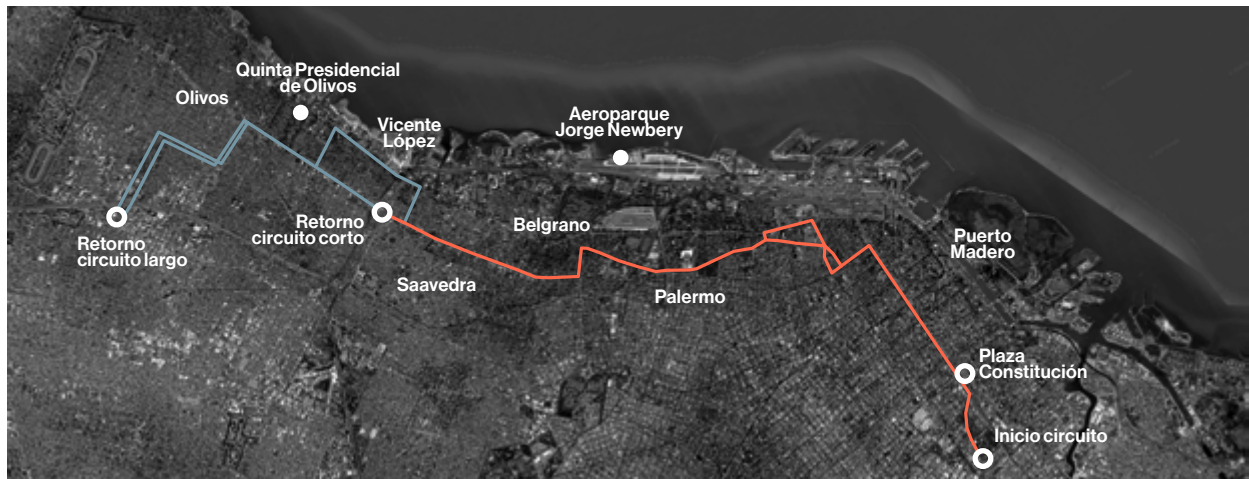 Quinta Presidencial
de Olivos
Olivos
Vicente
López
Aeroparque
Jorge Newbery
Retorno
circuito largo
Retorno
circuito corto
Belgrano
Saavedra
Palermo
Puerto
Madero
Plaza
Constitución
Inicio circuito